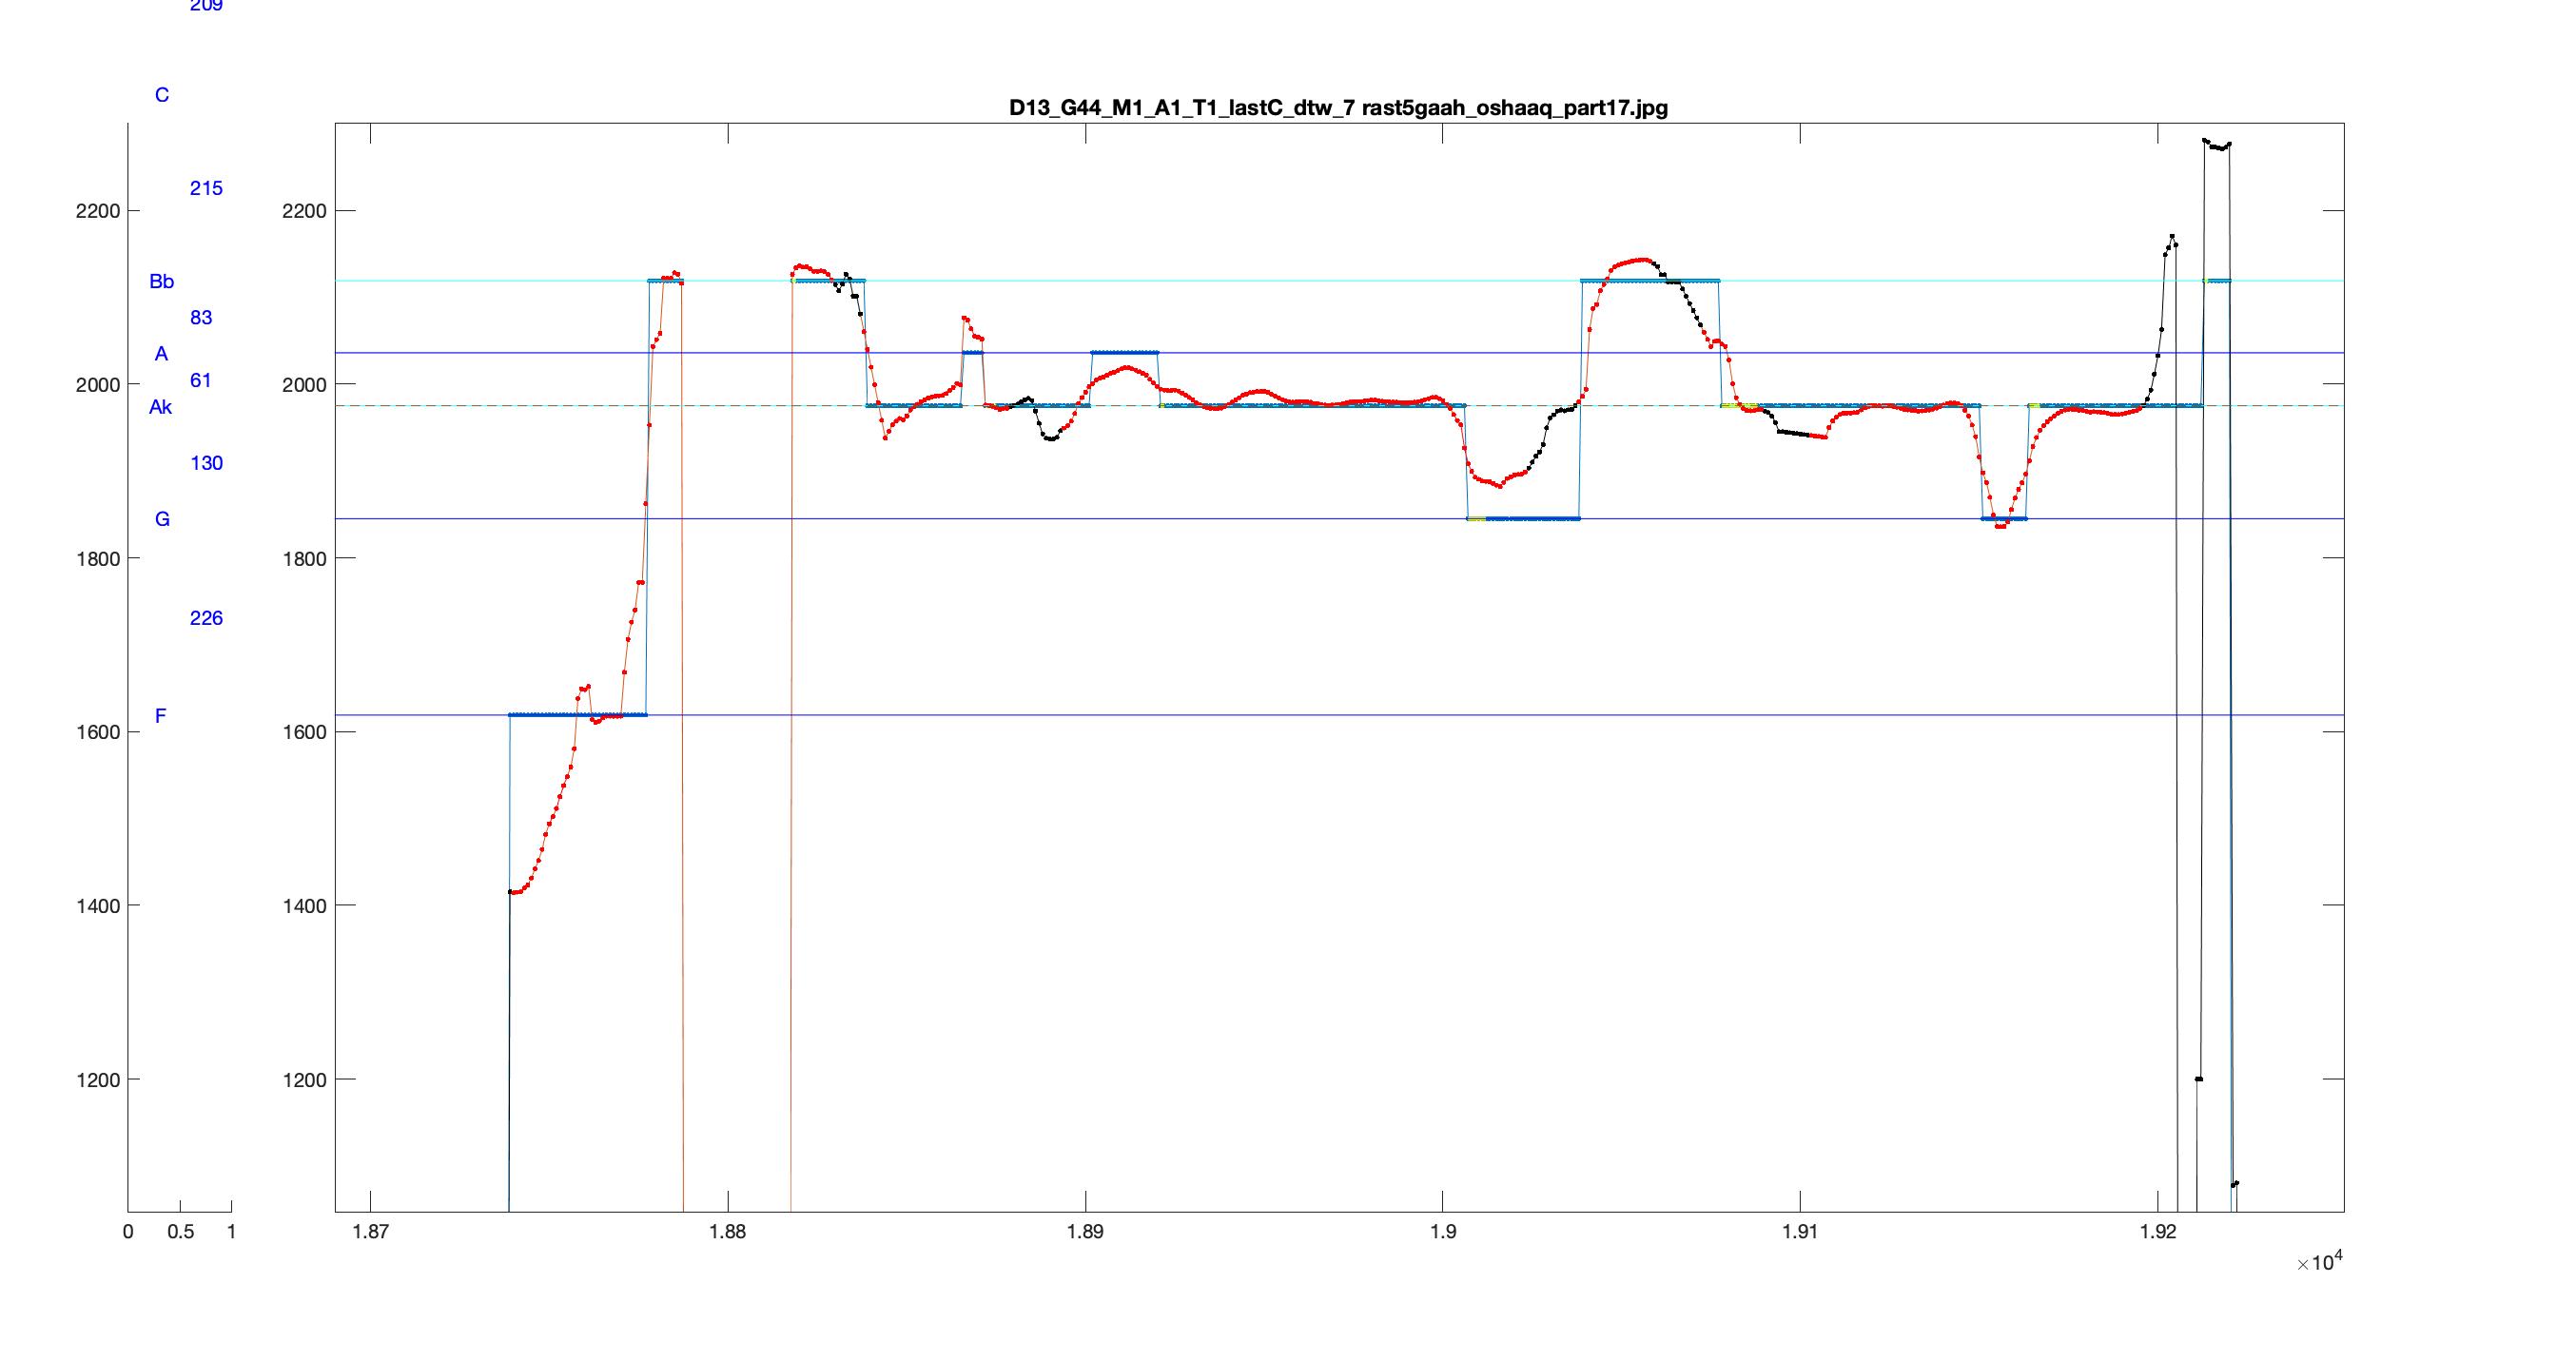 209
C
D13_G44_M1_A1_T1_lastC_dtw_7 rast5gaah_oshaaq_part17.jpg
215
2200 2200
Bb
83
A
61
2000 2000
Ak
130
G
1800 1800
226
F
1600 1600
1400 1400
1200 1200
0 0.5 1 1.87 1.88 1.89 1.9 1.91 1.92
×10^4